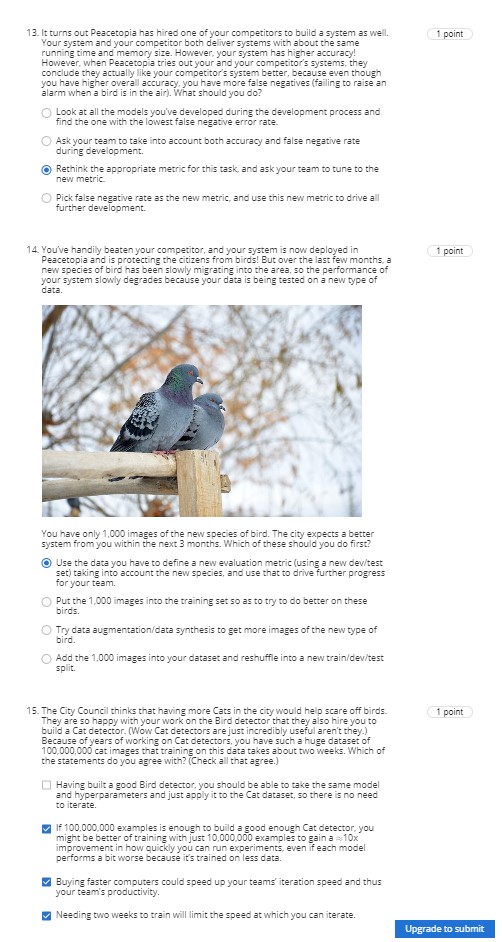 13. It turns out Peacetopia has hired one of your competitors to build a system as well.
1 point
Your system and your competitor both deliver systems with about the same
running time and memory size. However, your system has higher accuracy!
However, when Peacetopia tries out your and your competitor's systems, they
conclude they actually like your competitor's system better, because even though
you have higher overall accuracy, you have more false negatives (failing to raise an
alarm when a bird is in the air). What should you do?
Look at all the models you've developed during the development process and
find the one with the lowest false negative error rate.
Ask your team to take into account both accuracy and false negative rate
during development.
Rethink the appropriate metric for this task, and ask your team to tune to the
new metric.
Pick false negative rate as the new metric, and use this new metric to drive all
further development.
14. You've handily beaten your competitor, and your system is now deployed in
1 point
Peacetopia and is protecting the citizens from birds! But over the last few months, a
new species of bird has been slowly migrating into the area, so the performance of
your system slowly degrades because your data is being tested on a new type of
data.
You have only 1,000 images of the new species of bird. The city expects a better
system from you within the next 3 months. Which of these should you do first?
Use the data you have to define a new evaluation metric (using a new dev/test
set) taking into account the new species, and use that to drive further progress
for your team.
Put the 1,000 images into the training set so as to try to do better on these
birds.
Try data augmentation/data synthesis to get more images of the new type of
bird.
Add the 1,000 images into your dataset and reshuffle into a new train/dev/test
split.
15. The City Council thinks that having more Cats in the city would help scare off birds.
1 point
They are so happy with your work on the Bird detector that they also hire you to
build a Cat detector. (Wow Cat detectors are just incredibly useful aren't they.)
Because of years of working on Cat detectors, you have such a huge dataset of
100,000,000 cat images that training on this data takes about two weeks. Which of
the statements do you agree with? (Check all that agree.)
Having built a good Bird detector, you should be able to take the same model
and hyperparameters and just apply it to the Cat dataset, so there is no need
to iterate.
If 100,000,000 examples is enough to build a good enough Cat detector, you
might be better of training with just 10,000,000 examples to gain a ≈10x
improvement in how quickly you can run experiments, even if each model
performs a bit worse because it's trained on less data.
Buying faster computers could speed up your teams' iteration speed and thus
your team's productivity.
Needing two weeks to train will limit the speed at which you can iterate.
Upgrade to submit